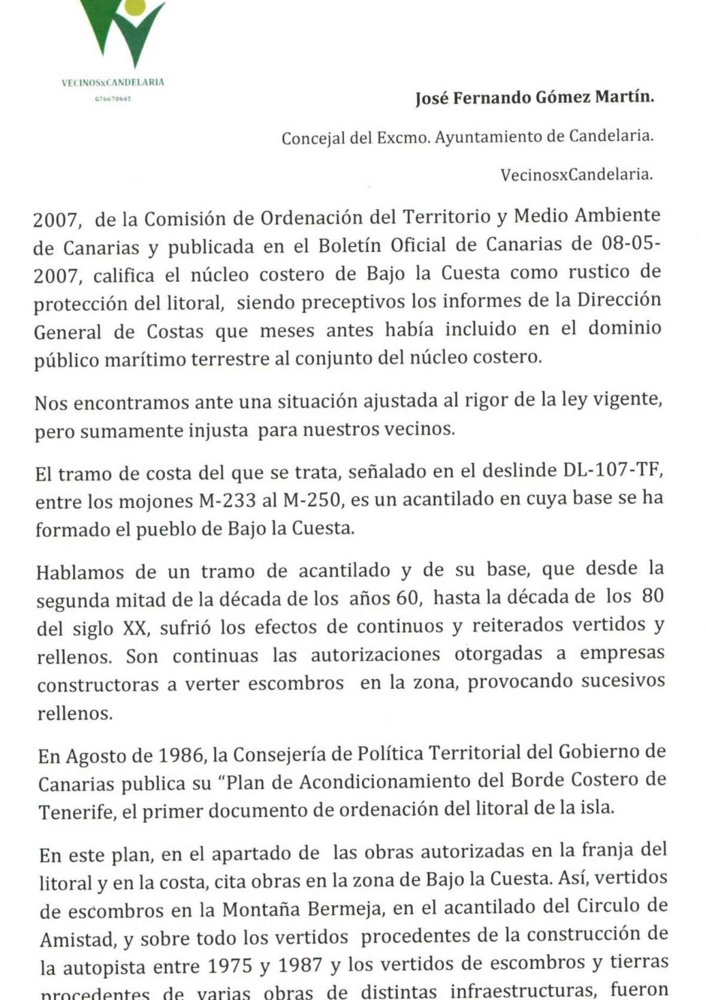 VECINOSxCANDELARIA
G76670645
José Fernando Gómez Martín.
Concejal del Excmo. Ayuntamiento de Candelaria.
VecinosxCandelaria.
2007, de la Comisión de Ordenación del Territorio y Medio Ambiente
de Canarias y publicada en el Boletín Oficial de Canarias de 08-05-
2007, califica el núcleo costero de Bajo la Cuesta como rustico de
protección del litoral, siendo preceptivos los informes de la Dirección
General de Costas que meses antes había incluido en el dominio
público marítimo terrestre al conjunto del núcleo costero.
Nos encontramos ante una situación ajustada al rigor de la ley vigente,
pero sumamente injusta para nuestros vecinos.
El tramo de costa del que se trata, señalado en el deslinde DL-107-TF,
entre los mojones M-233 al M-250, es un acantilado en cuya base se ha
formado el pueblo de Bajo la Cuesta.
Hablamos de un tramo de acantilado y de su base, que desde la
segunda mitad de la década de los años 60, hasta la década de los 80
del siglo XX, sufrió los efectos de continuos y reiterados vertidos y
rellenos. Son continuas las autorizaciones otorgadas a empresas
constructoras a verter escombros en la zona, provocando sucesivos
rellenos.
En Agosto de 1986, la Consejería de Política Territorial del Gobierno de
Canarias publica su “Plan de Acondicionamiento del Borde Costero de
Tenerife, el primer documento de ordenación del litoral de la isla.
En este plan, en el apartado de las obras autorizadas en la franja del
litoral y en la costa, cita obras en la zona de Bajo la Cuesta. Así, vertidos
de escombros en la Montaña Bermeja, en el acantilado del Circulo de
Amistad, y sobre todo los vertidos procedentes de la construcción de
la autopista entre 1975 y 1987 y los vertidos de escombros y tierras
procedentes de varias obras de distintas infraestructuras, fueron